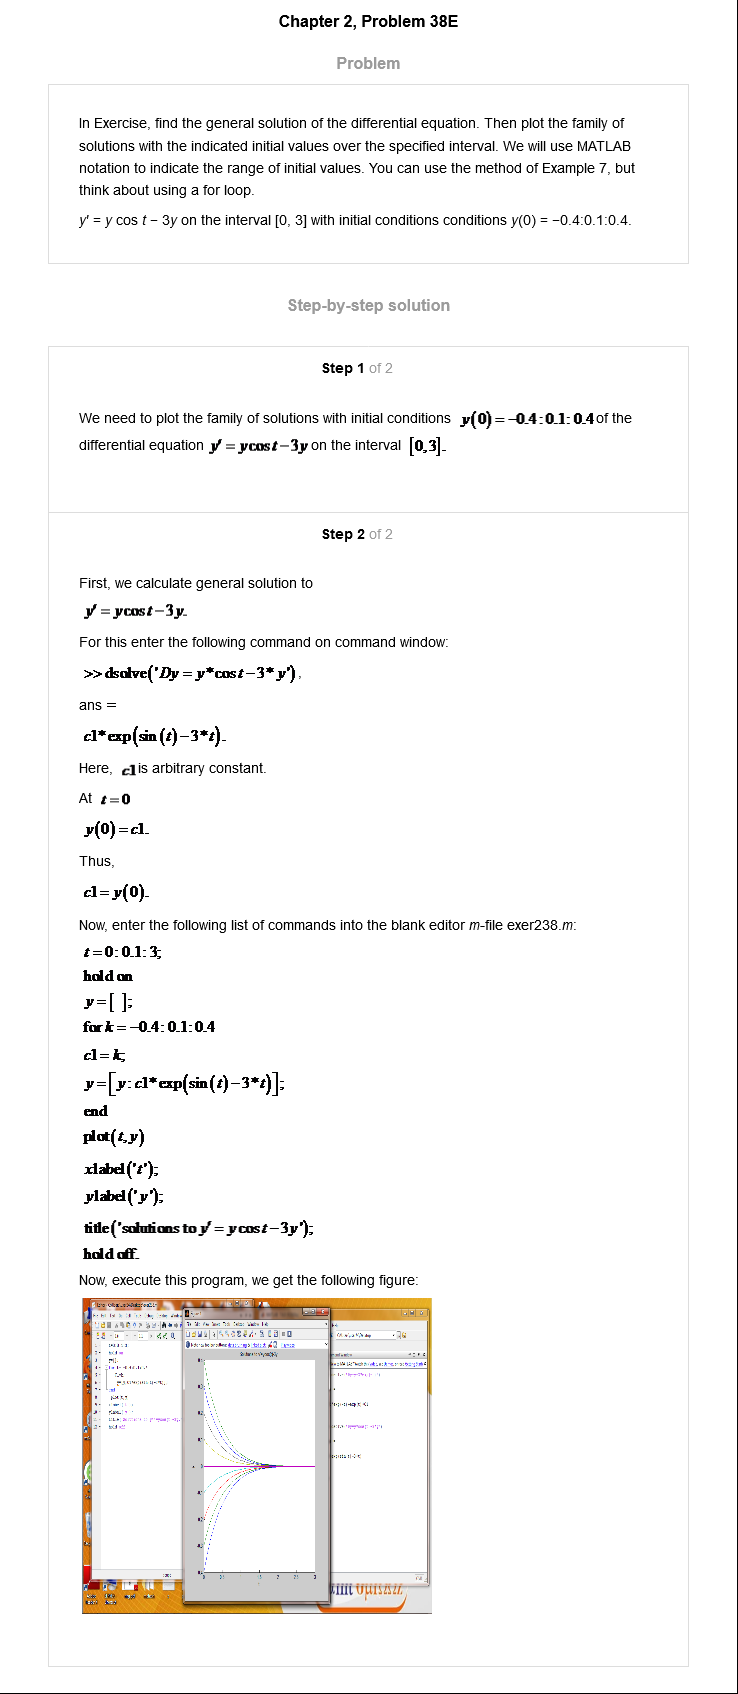 Chapter 2, Problem 38E
Problem
In Exercise, find the general solution of the differential equation. Then plot the family of
solutions with the indicated initial values over the specified interval. We will use MATLAB
notation to indicate the range of initial values. You can use the method of Example 7, but
think about using a for loop.
y′ = y cos t − 3y on the interval [0, 3] with initial conditions conditions y(0) = −0.4:0.1:0.4.
Step-by-step solution
Step 1 of 2
We need to plot the family of solutions with initial conditions y(0)=−0.4:0.1:0.4 of the
differential equation y′ = ycost−3y on the interval [0,3].
Step 2 of 2
First, we calculate general solution to
y′ = ycost−3y.
For this enter the following command on command window:
>> dsolve('Dy = y*cost−3*y'),
ans =
c1*exp(sin(t)−3*t).
Here, c1 is arbitrary constant.
At t=0
y(0)=c1.
Thus,
c1=y(0).
Now, enter the following list of commands into the blank editor m-file exer238.m:
t=0:0.1:3;
hold on
y=[ ];
for k=−0.4:0.1:0.4
c1=k;
y=[y:c1*exp(sin(t)−3*t)];
end
plot(t,y)
xlabel('t');
ylabel('y');
title('solutions to y′ = ycost−3y');
hold off.
Now, execute this program, we get the following figure: